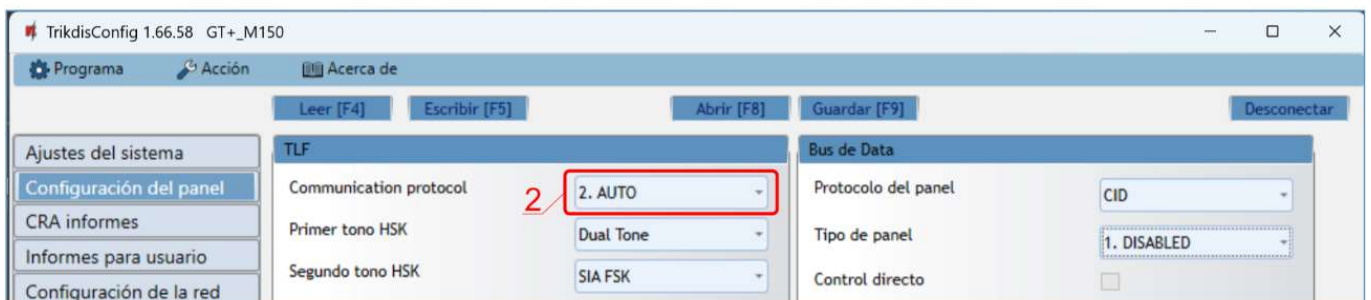 TrikdisConfig 1.66.58 GT+_M150
Programa Acción Acerca de
Leer [F4] Escribir [F5] Abrir [F8] Guardar [F9] Desconectar
Ajustes del sistema
Configuración del panel
CRA informes
Informes para usuario
Configuración de la red
TLF
Communication protocol 2 2. AUTO
Primer tono HSK Dual Tone
Segundo tono HSK SIA FSK
Bus de Data
Protocolo del panel CID
Tipo de panel 1. DISABLED
Control directo